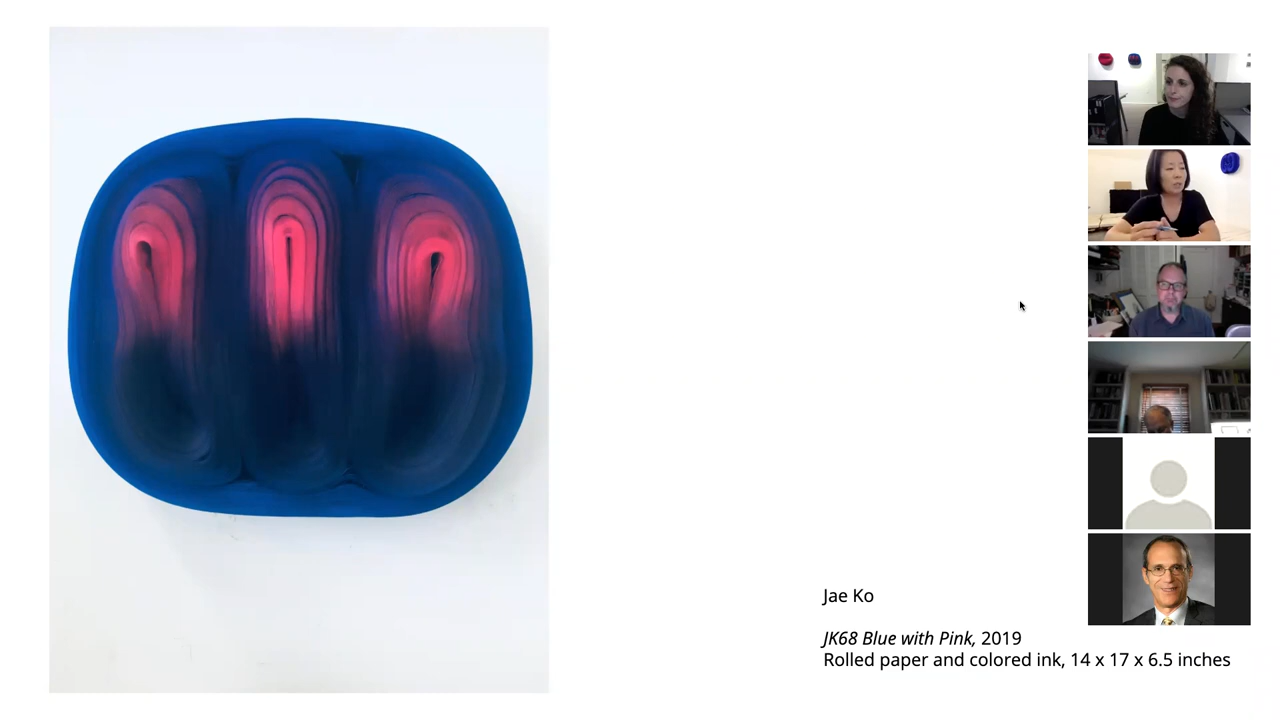 Jae Ko
JK68 Blue with Pink, 2019
Rolled paper and colored ink, 14 x 17 x 6.5 inches